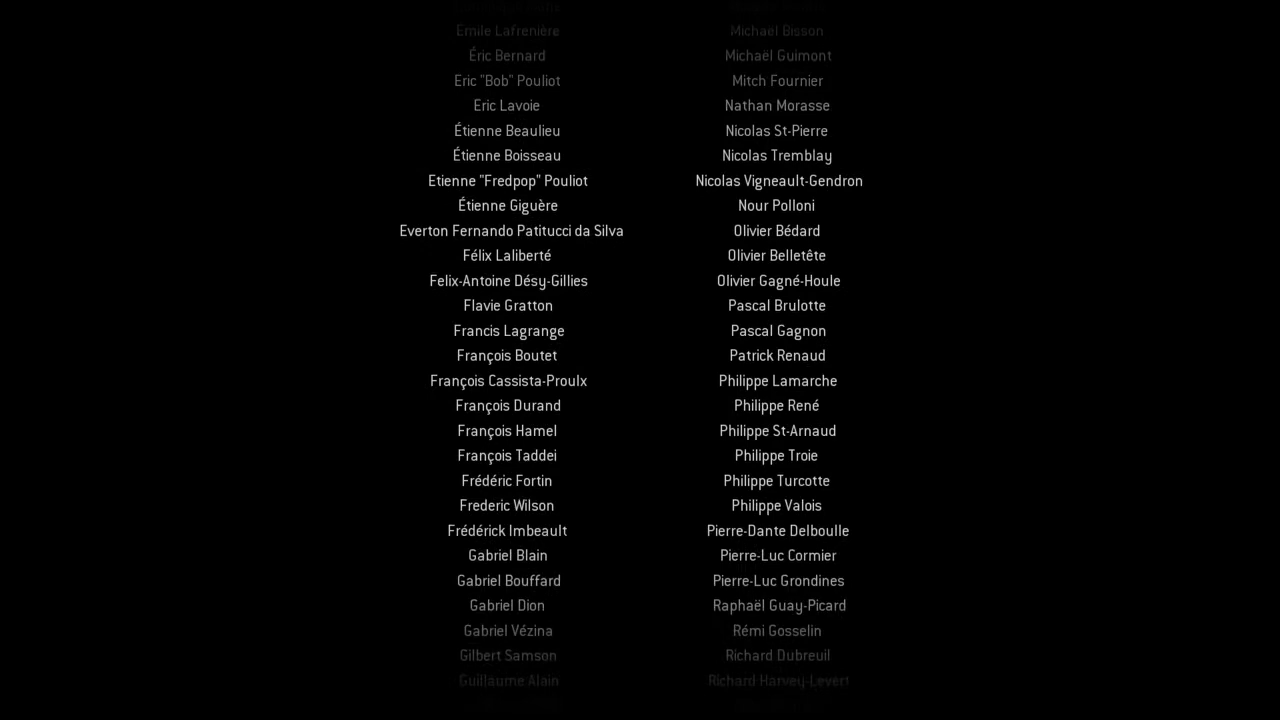 Emile Lafrenière
Éric Bernard
Eric "Bob" Pouliot
Eric Lavoie
Étienne Beaulieu
Étienne Boisseau
Etienne "Fredpop" Pouliot
Étienne Giguère
Everton Fernando Patitucci da Silva
Félix Laliberté
Felix-Antoine Désy-Gillies
Flavie Gratton
Francis Lagrange
François Boutet
François Cassista-Proulx
François Durand
François Hamel
François Taddei
Frédéric Fortin
Frederic Wilson
Frédérick Imbeault
Gabriel Blain
Gabriel Bouffard
Gabriel Dion
Gabriel Vézina
Gilbert Samson
Guillaume Alain
Michaël Bisson
Michaël Guimont
Mitch Fournier
Nathan Morasse
Nicolas St-Pierre
Nicolas Tremblay
Nicolas Vigneault-Gendron
Nour Polloni
Olivier Bédard
Olivier Belletête
Olivier Gagné-Houle
Pascal Brulotte
Pascal Gagnon
Patrick Renaud
Philippe Lamarche
Philippe René
Philippe St-Arnaud
Philippe Troie
Philippe Turcotte
Philippe Valois
Pierre-Dante Delboulle
Pierre-Luc Cormier
Pierre-Luc Grondines
Raphaël Guay-Picard
Rémi Gosselin
Richard Dubreuil
Richard Harvey-Levert